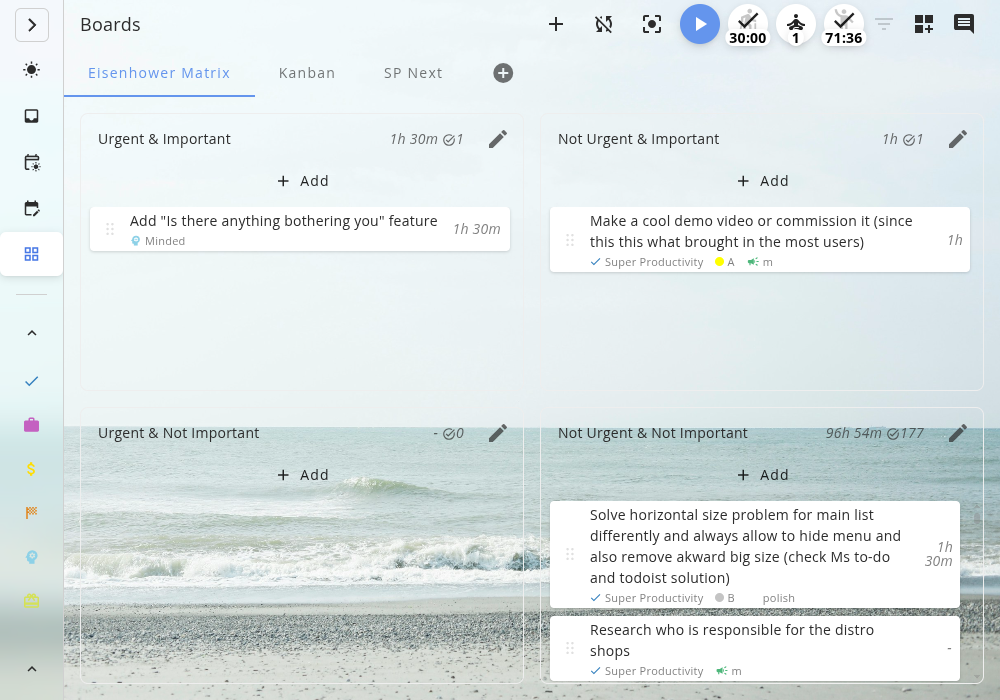 Boards
30:00
1
71:36
Eisenhower Matrix
Kanban
SP Next
Urgent & Important
1h 30m 1
+ Add
Add "Is there anything bothering you" feature
1h 30m
Minded
Not Urgent & Important
1h 1
+ Add
Make a cool demo video or commission it (since
this this what brought in the most users)
1h
Super Productivity A m
Urgent & Not Important
- 0
+ Add
Not Urgent & Not Important
96h 54m 177
+ Add
Solve horizontal size problem for main list
differently and always allow to hide menu and
also remove akward big size (check Ms to-do
and todoist solution)
1h
30m
Super Productivity B polish
Research who is responsible for the distro
shops
-
Super Productivity m